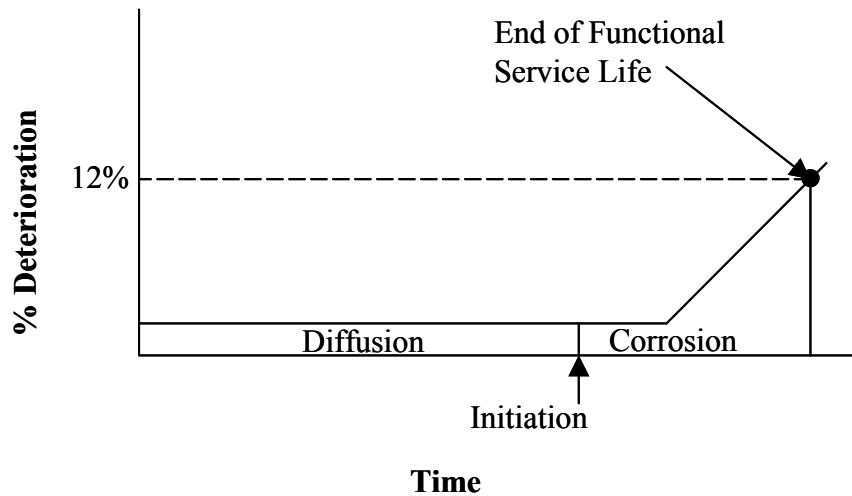 End of Functional
Service Life
% Deterioration
12%
Diffusion
Corrosion
Initiation
Time